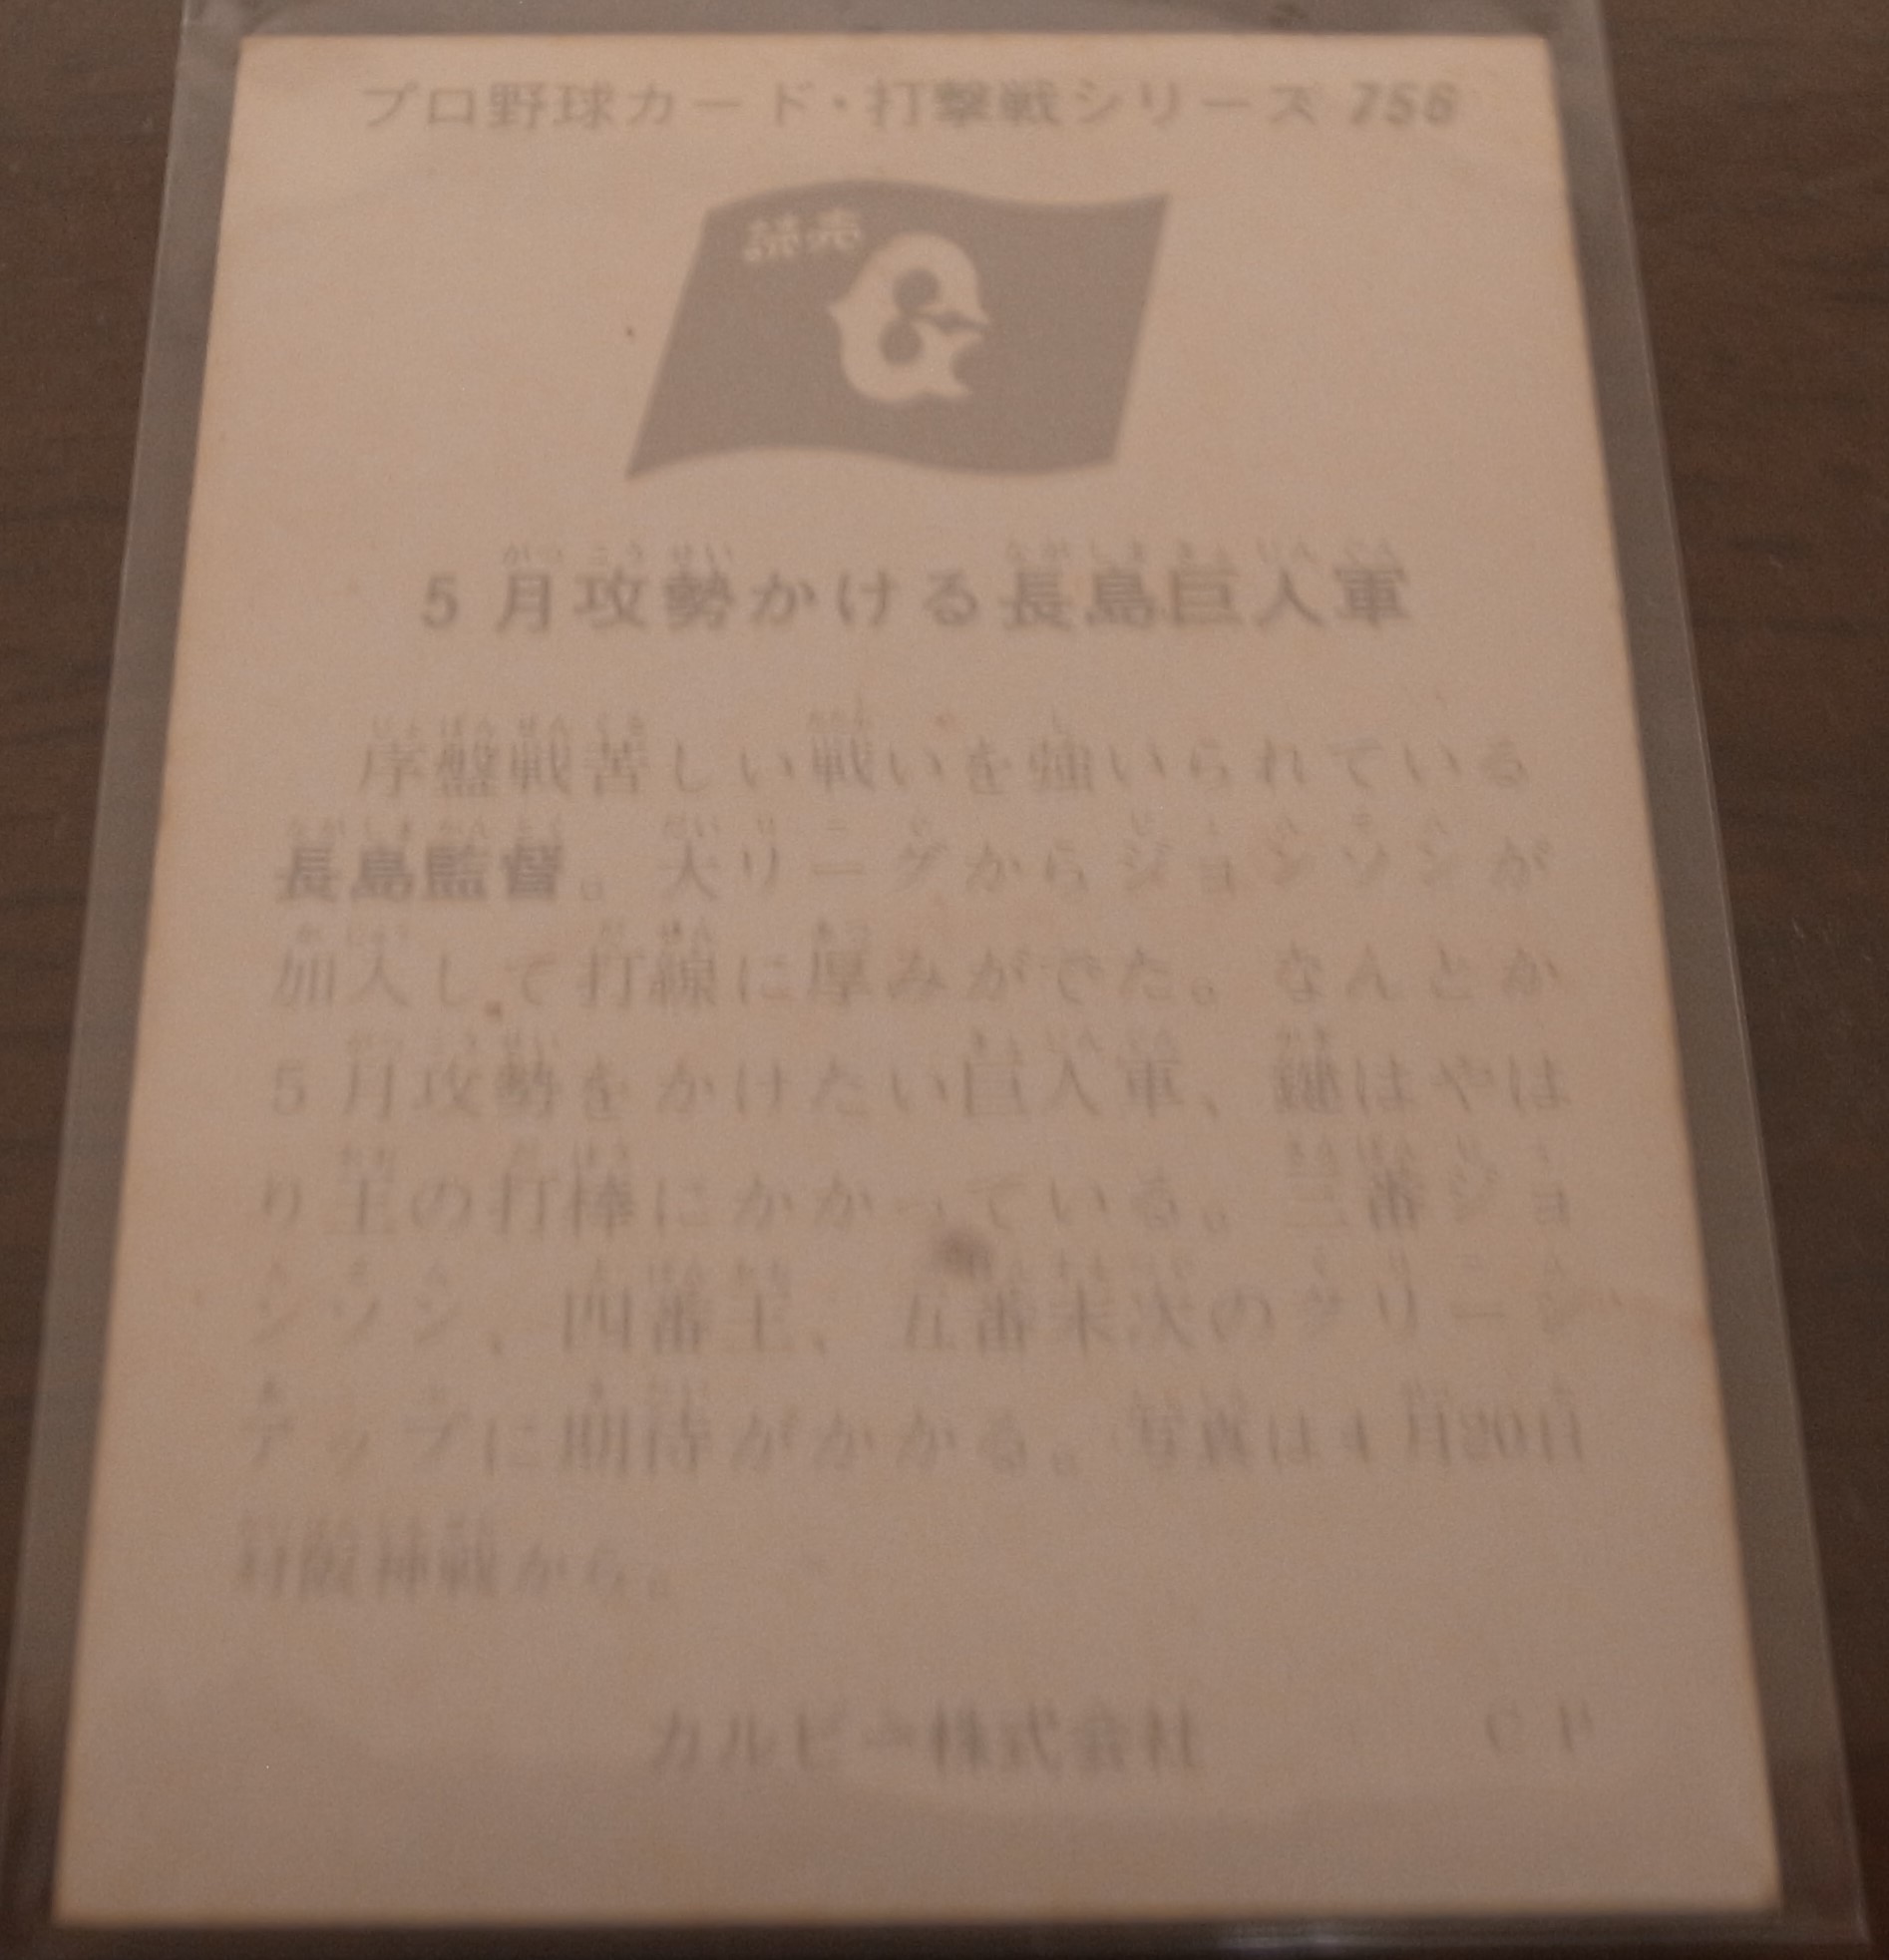 プロ野球カード・打撃戦シリーズ 756
読売
5月攻勢かける長島巨人軍
序盤戦苦しい戦いを強いられている
長島監督。大リーグからジョンソンが
加入して打線に厚みがでた。なんとか
5月攻勢をかけたい巨人軍、鍵はやは
り王の打棒にかかっている。三番ジョ
ンソン、四番王、五番末次のクリーン
アップに期待がかかる。(写真は4月20日
対阪神戦から。
カルビー株式会社